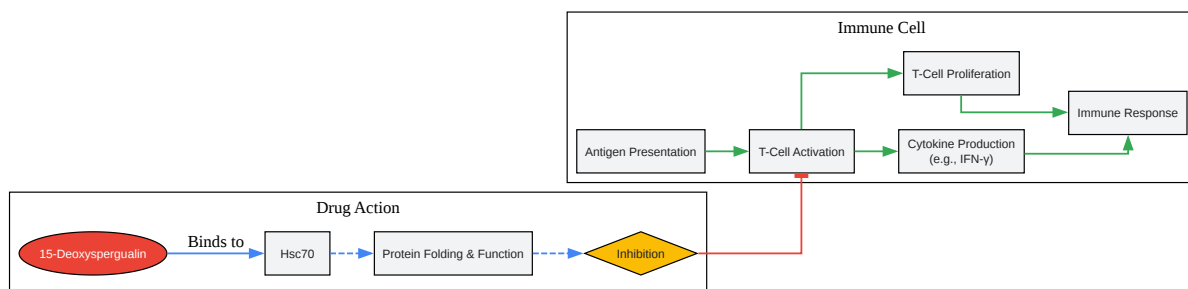 Immune Cell
T-Cell Proliferation
Immune Response
Antigen Presentation
T-Cell Activation
Cytokine Production
(e.g., IFN-γ)
Drug Action
15-Deoxyspergualin
Binds to
Hsc70
Protein Folding & Function
Inhibition